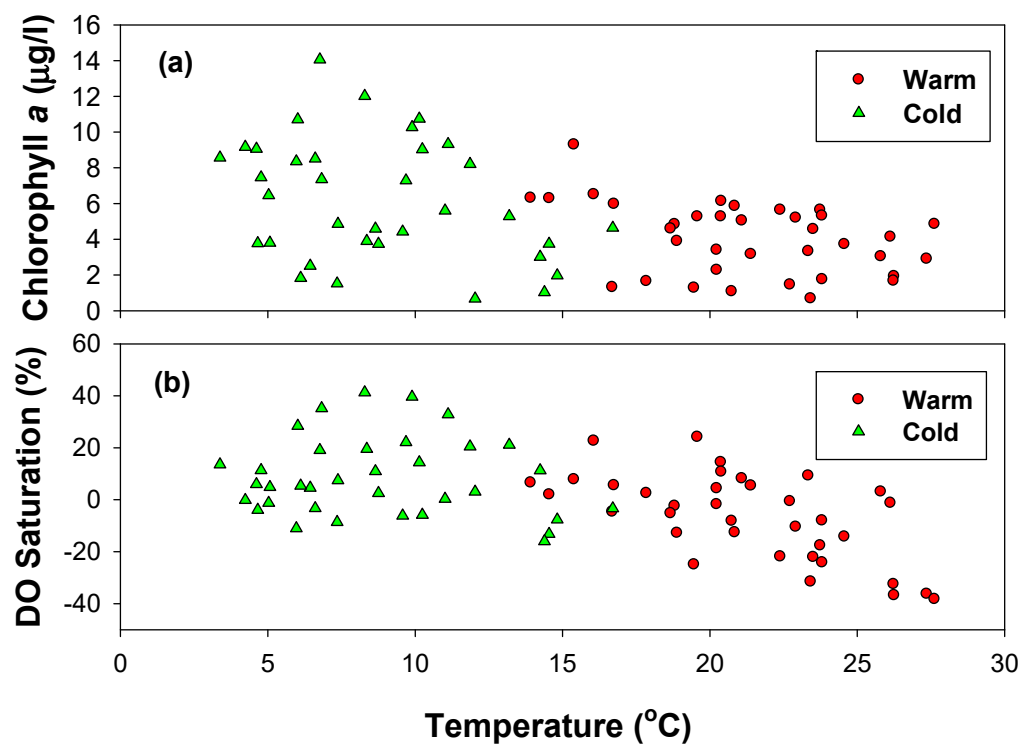 Chlorophyll a (μg/l)
16
14
12
10
8
6
4
2
0
(a)
Warm
Cold
DO Saturation (%)
60
40
20
0
-20
-40
(b)
Warm
Cold
0 5 10 15 20 25 30
Temperature (°C)